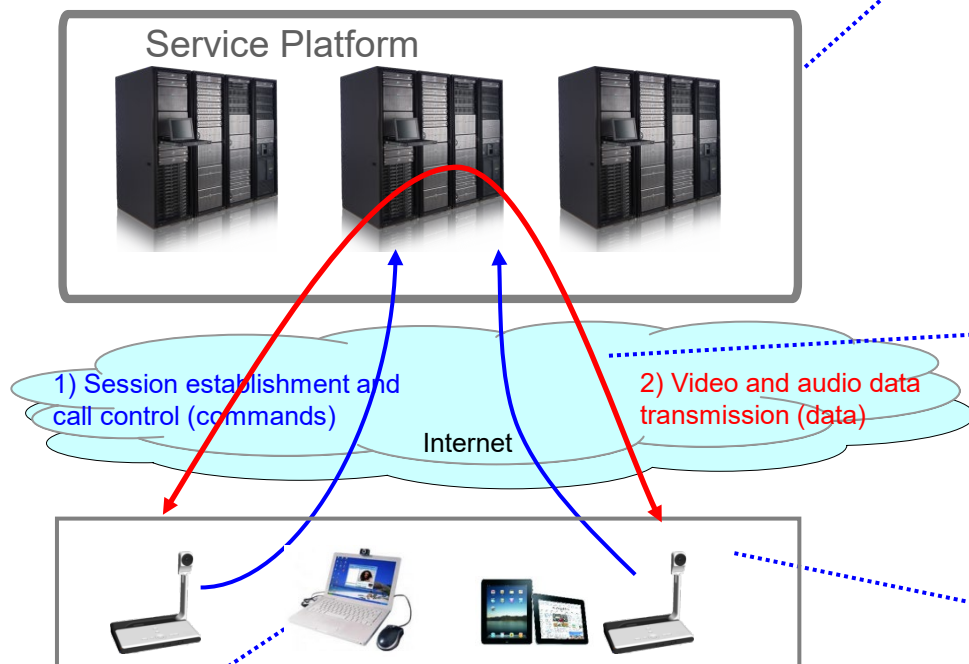 Service Platform
1) Session establishment and
call control (commands)
2) Video and audio data
transmission (data)
Internet